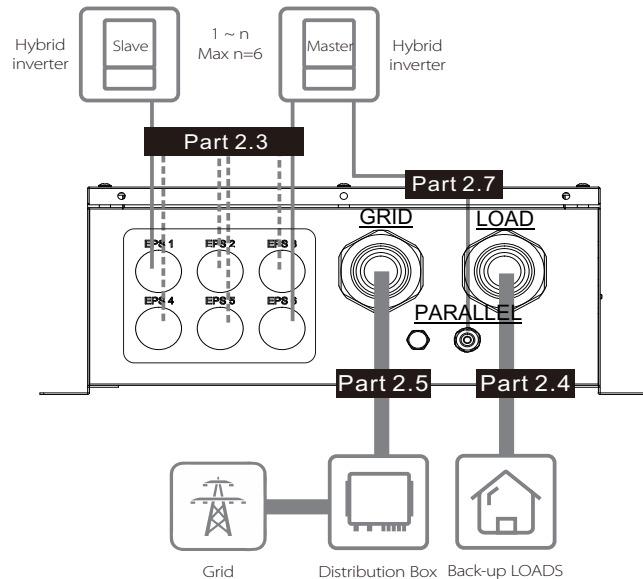 Hybrid
inverter
Slave
1 ~ n
Max n=6
Master
Hybrid
inverter
Part 2.3
Part 2.7
GRID
LOAD
EPS 1
EPS 2
EPS 3
EPS 4
EPS 5
EPS 6
PARALLEL
Part 2.5
Part 2.4
Grid
Distribution Box
Back-up LOADS